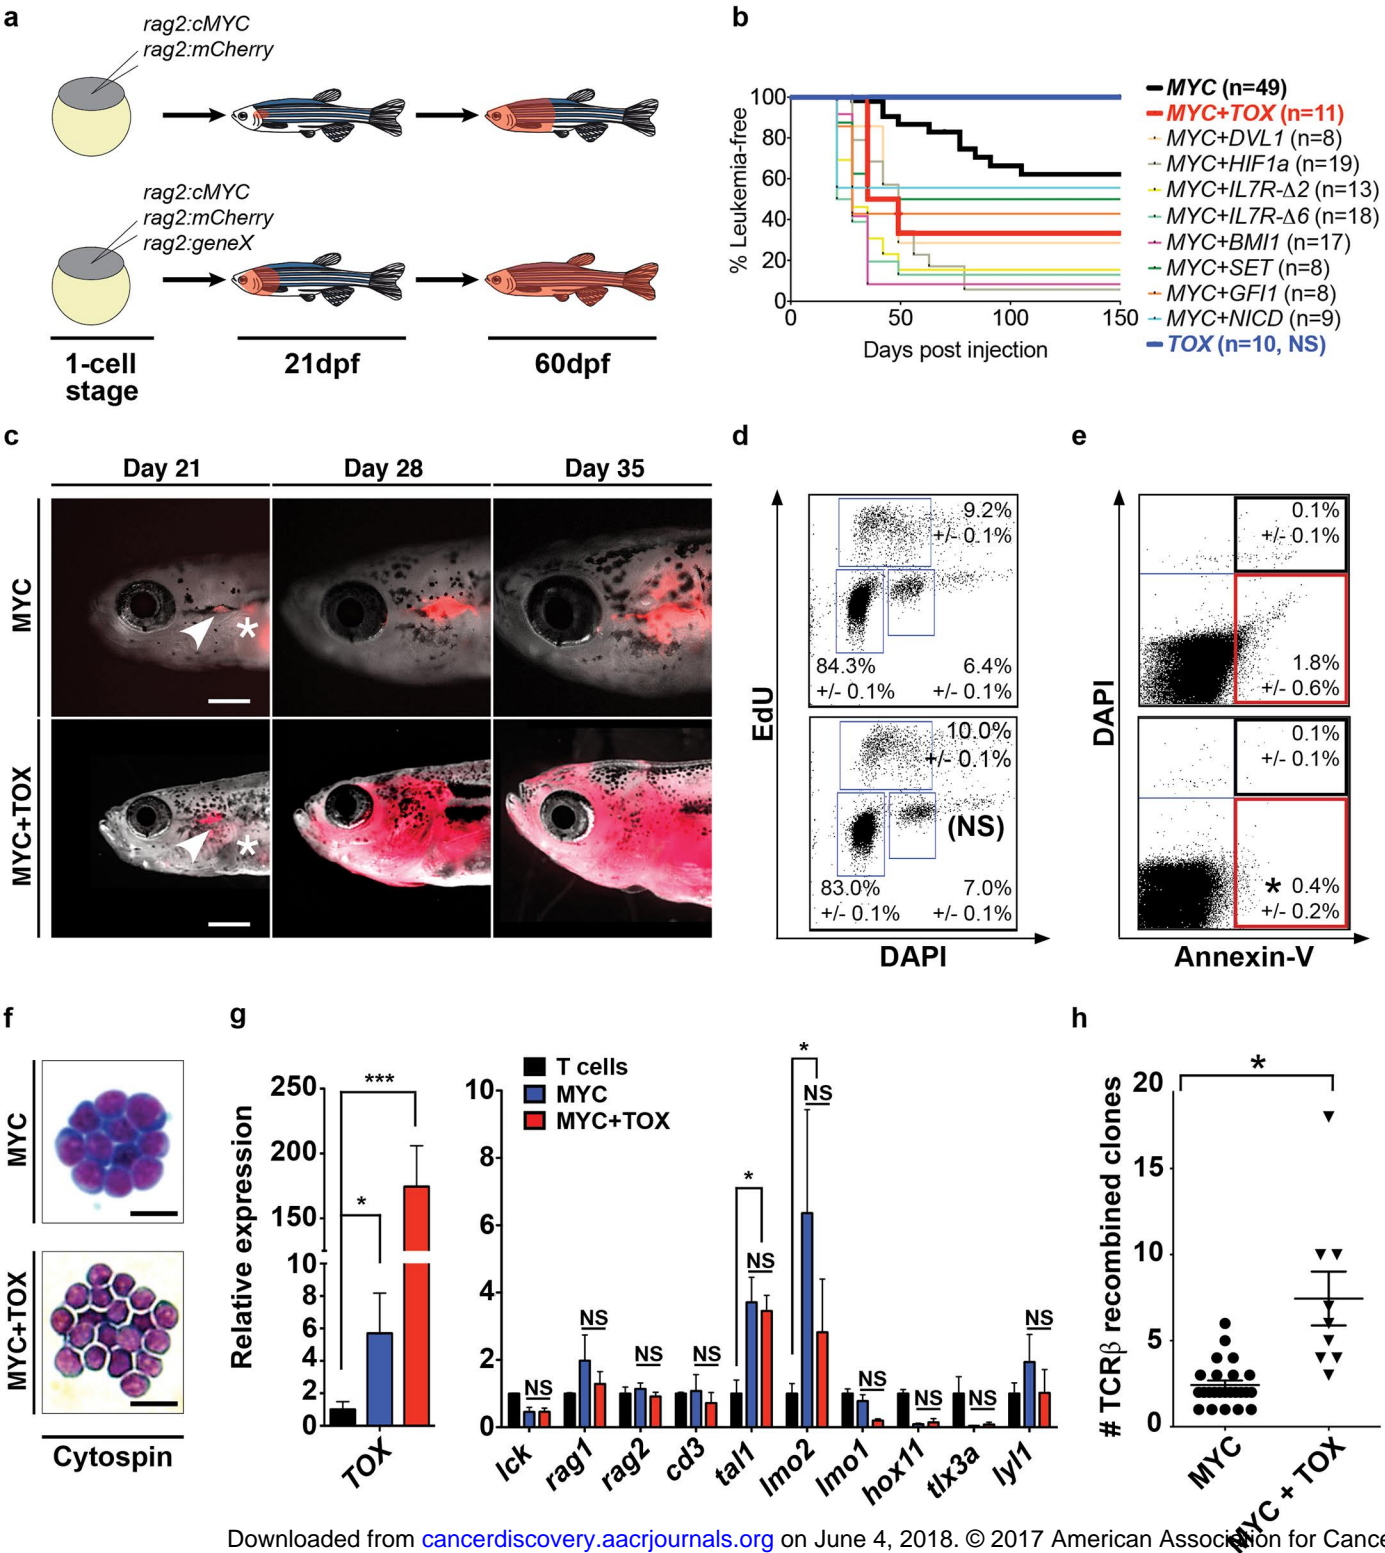 a
rag2:cMYC
rag2:mCherry
rag2:cMYC
rag2:mCherry
rag2:geneX
1-cell
stage
21dpf
60dpf
b
% Leukemia-free
100
80
60
40
20
0
0
50
100
150
Days post injection
MYC (n=49)
MYC+TOX (n=11)
MYC+DVL1 (n=8)
MYC+HIF1a (n=19)
MYC+IL7R-Δ2 (n=13)
MYC+IL7R-Δ6 (n=18)
MYC+BMI1 (n=17)
MYC+SET (n=8)
MYC+GFI1 (n=8)
MYC+NICD (n=9)
TOX (n=10, NS)
c
Day 21
Day 28
Day 35
MYC
*
MYC+TOX
*
d
EdU
9.2%
+/- 0.1%
84.3%
+/- 0.1%
6.4%
+/- 0.1%
10.0%
+/- 0.1%
(NS)
83.0%
+/- 0.1%
7.0%
+/- 0.1%
DAPI
e
DAPI
0.1%
+/- 0.1%
1.8%
+/- 0.6%
0.1%
+/- 0.1%
* 0.4%
+/- 0.2%
Annexin-V
f
MYC
MYC+TOX
Cytospin
g
Relative expression
250
200
150
10
8
6
4
2
0
***
*
TOX
T cells
MYC
MYC+TOX
10
8
6
4
2
0
NS
NS
NS
NS
*
NS
*
NS
NS
NS
NS
NS
lck
rag1
rag2
cd3
tal1
lmo2
lmo1
hox11
tlx3a
lyl1
h
# TCRβ recombined clones
20
15
10
5
0
*
MYC
MYC + TOX
Downloaded from cancerdiscovery.aacrjournals.org on June 4, 2018. © 2017 American Association for Cance